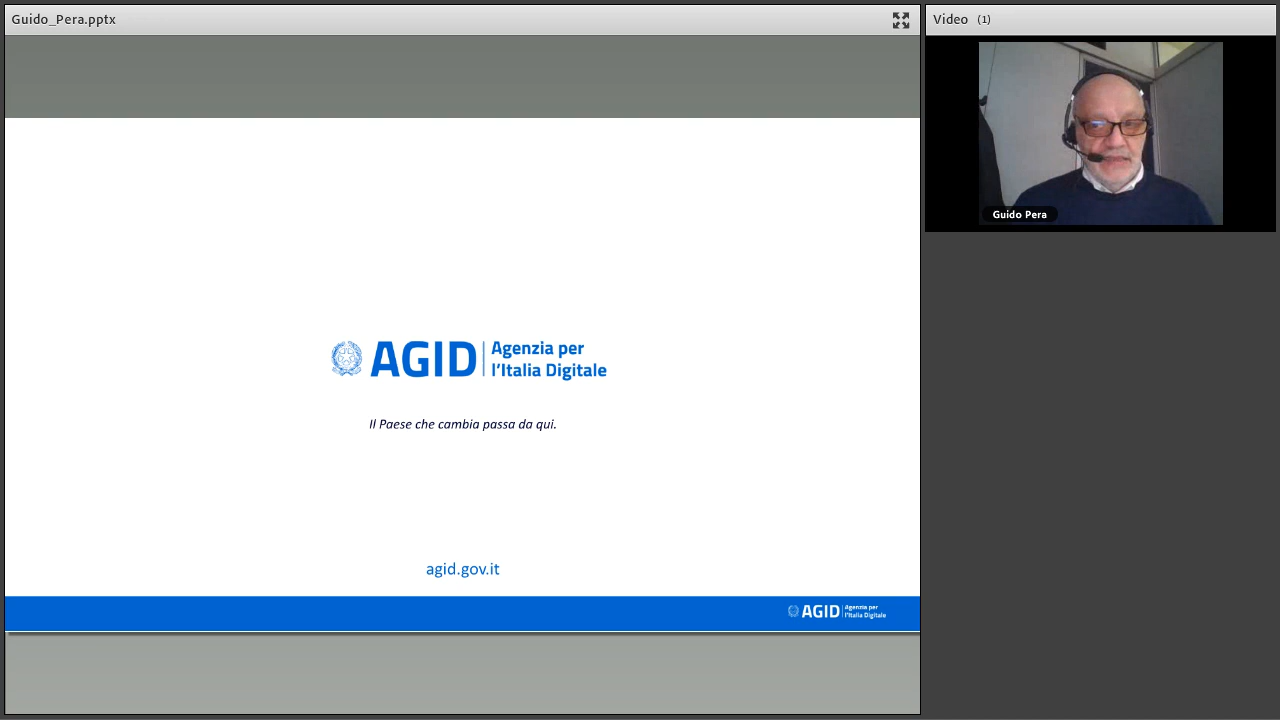 Guido_Pera.pptx
Video (1)
Guido Pera
AGID
Agenzia per
l'Italia Digitale
Il Paese che cambia passa da qui.
agid.gov.it
AGID
Agenzia per
l'Italia Digitale